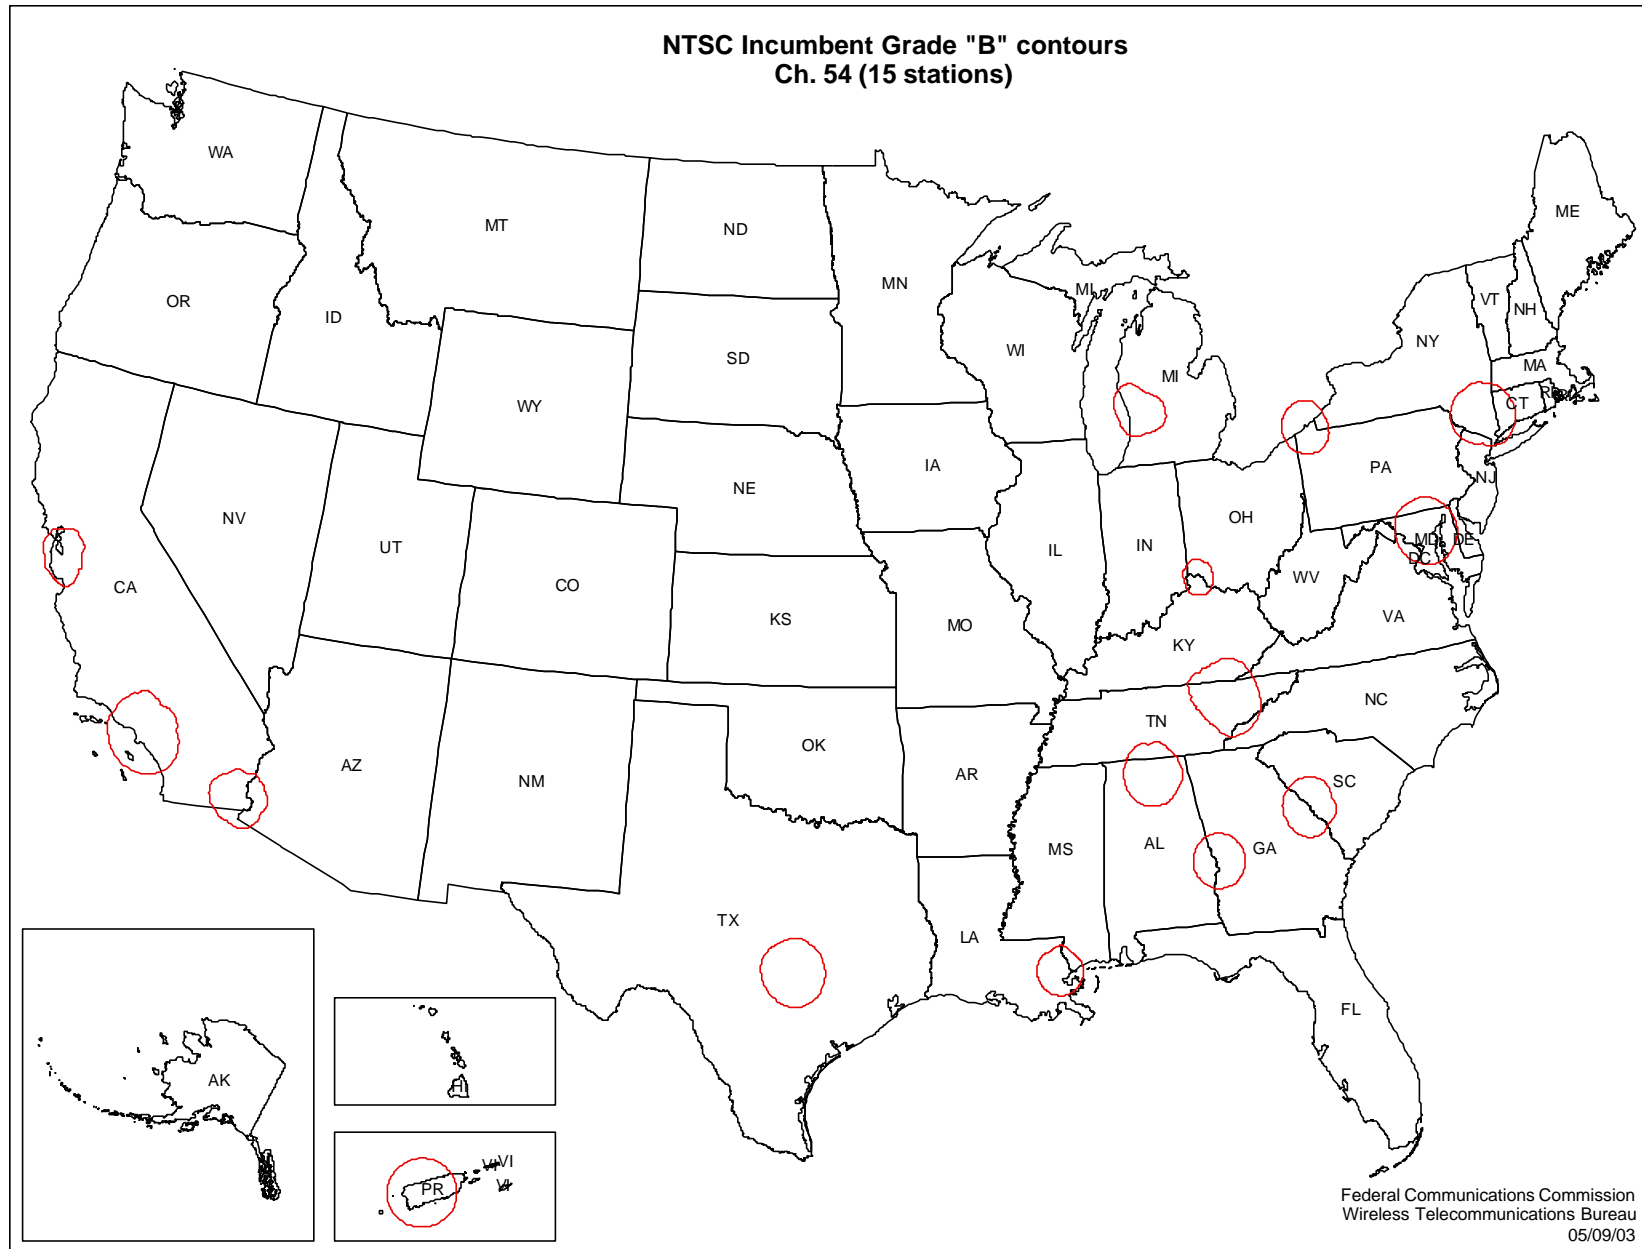 NTSC Incumbent Grade "B" contours
Ch. 54 (15 stations)
WA
MT
ND
MN
ME
OR
ID
SD
WI
MI
MI
NY
VT
NH
MA
RI
CT
WY
IA
NE
PA
NJ
NV
UT
CO
IL
IN
OH
MD
DE
DC
WV
CA
KS
MO
KY
VA
AZ
NM
OK
AR
TN
NC
SC
MS
AL
GA
TX
LA
FL
AK
HI
PR
VI
VI
VI
Federal Communications Commission
Wireless Telecommunications Bureau
05/09/03